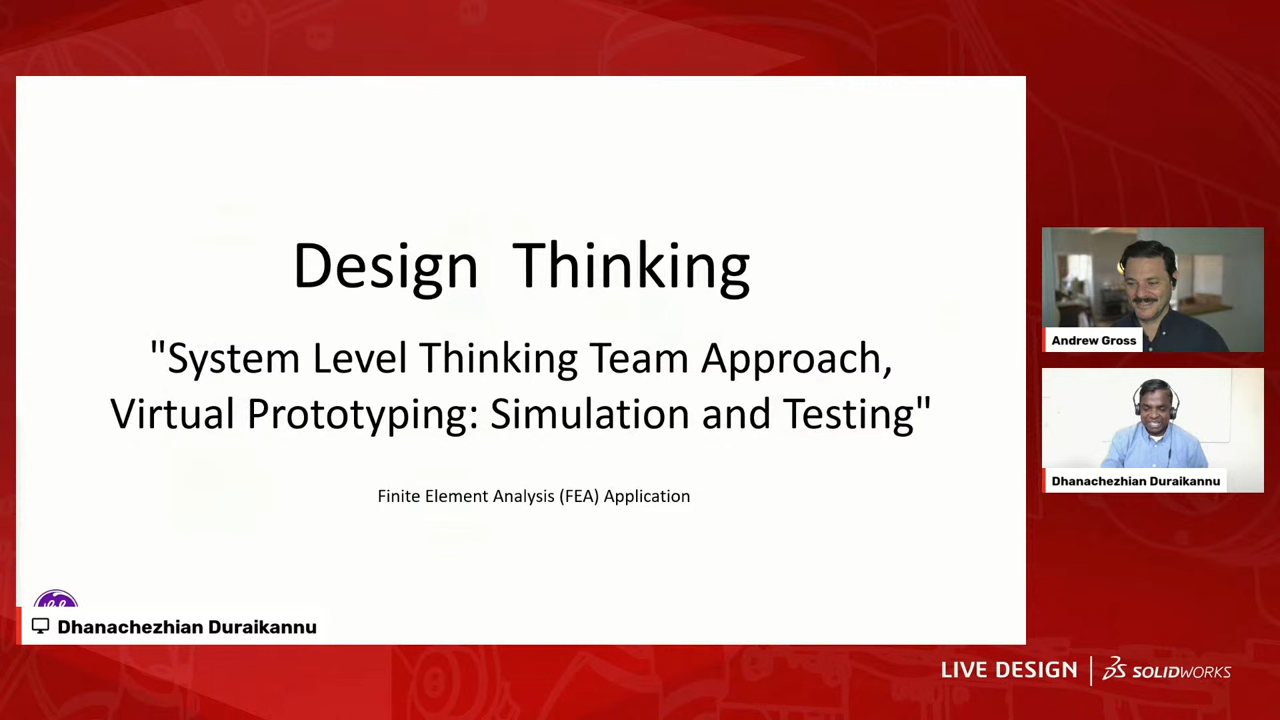 Design Thinking
"System Level Thinking Team Approach,
Virtual Prototyping: Simulation and Testing"
Finite Element Analysis (FEA) Application
Dhanachezhian Duraikannu
Andrew Gross
Dhanachezhian Duraikannu
LIVE DESIGN | SOLIDWORKS